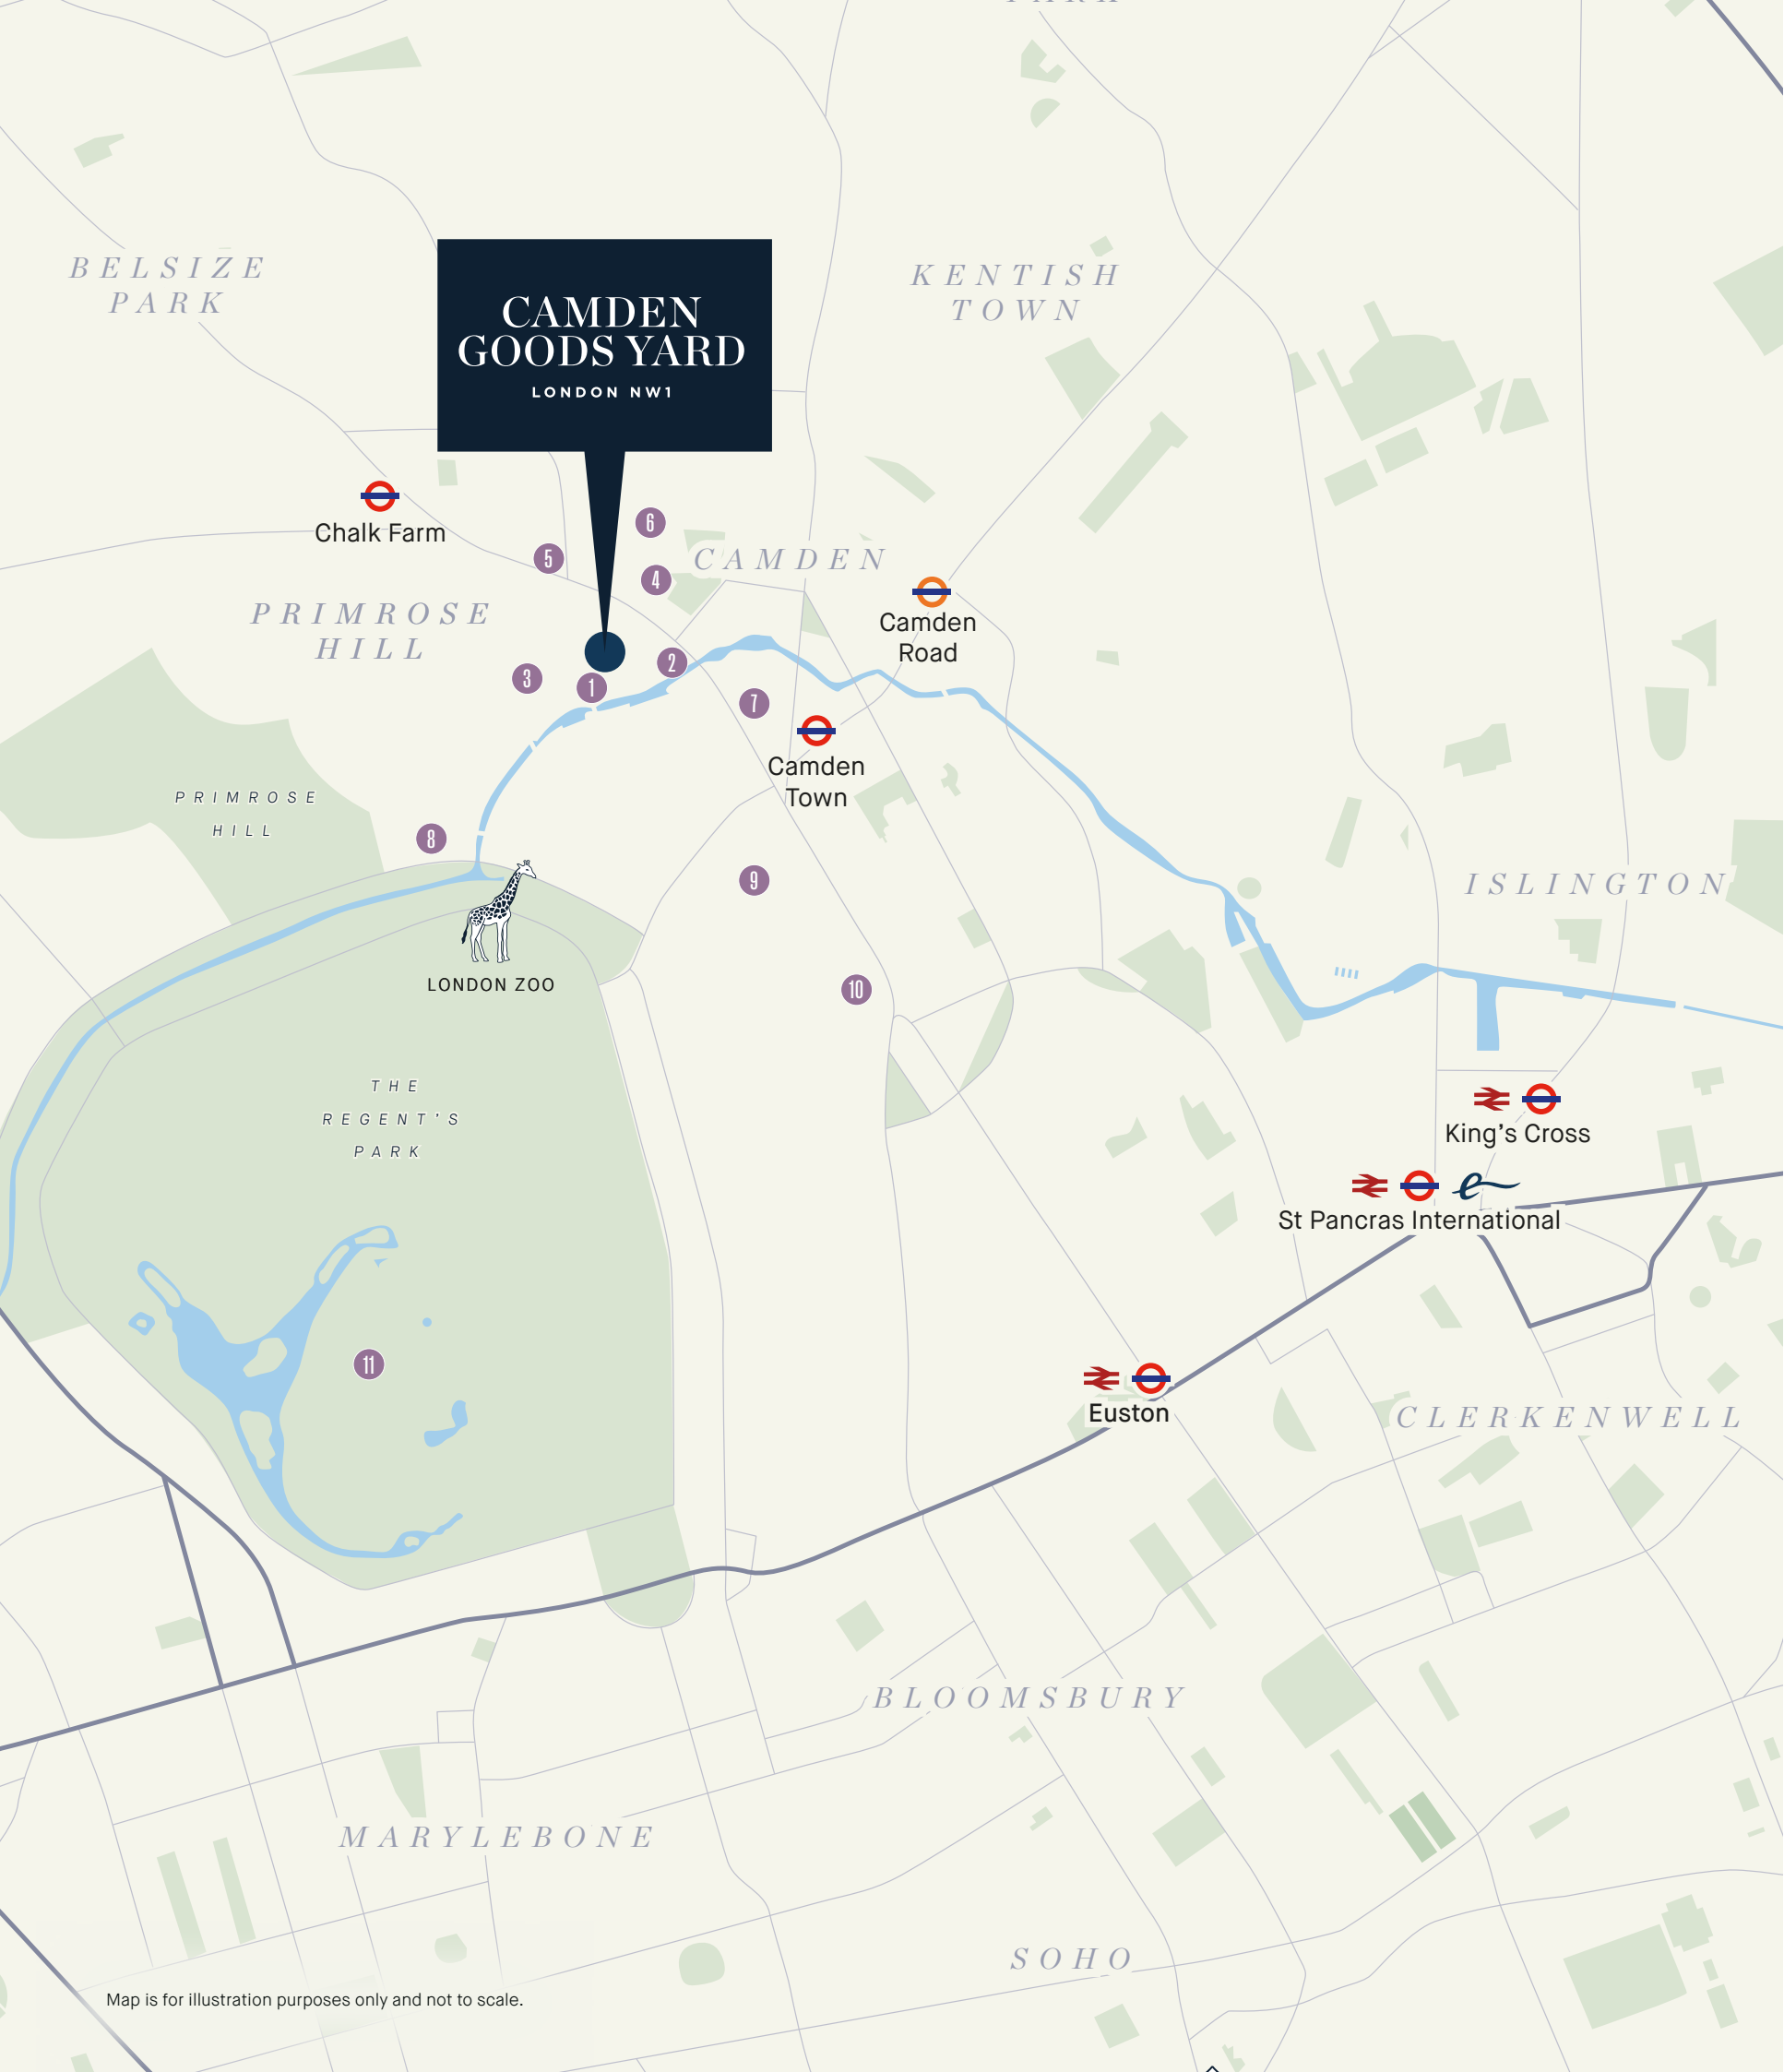 BELSIZE
PARK
CAMDEN
GOODS YARD
LONDON NW1
KENTISH
TOWN
Chalk Farm
6
5
4
CAMDEN
PRIMROSE
HILL
Camden
Road
3
1
2
7
Camden
Town
PRIMROSE
HILL
8
9
ISLINGTON
LONDON ZOO
10
THE
REGENT'S
PARK
King's Cross
St Pancras International
11
Euston
CLERKENWELL
BLOOMSBURY
MARYLEBONE
SOHO
Map is for illustration purposes only and not to scale.